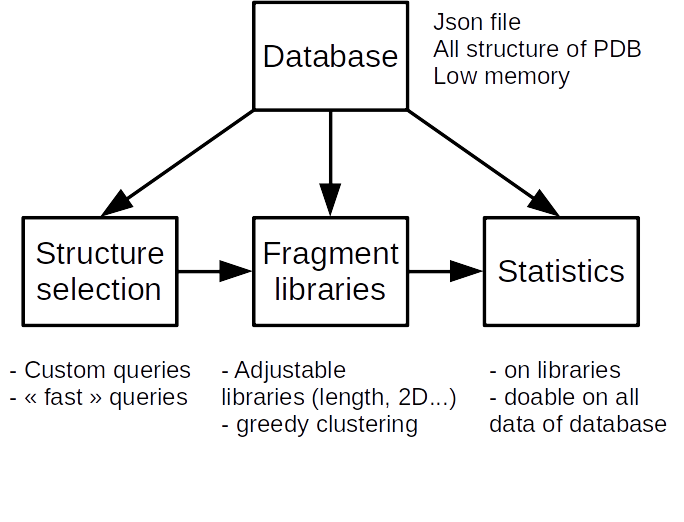 Database
Json file
All structure of PDB
Low memory
Structure
selection
Fragment
libraries
Statistics
- Custom queries
- « fast » queries
- Adjustable
libraries (length, 2D...)
- greedy clustering
- on libraries
- doable on all
data of database